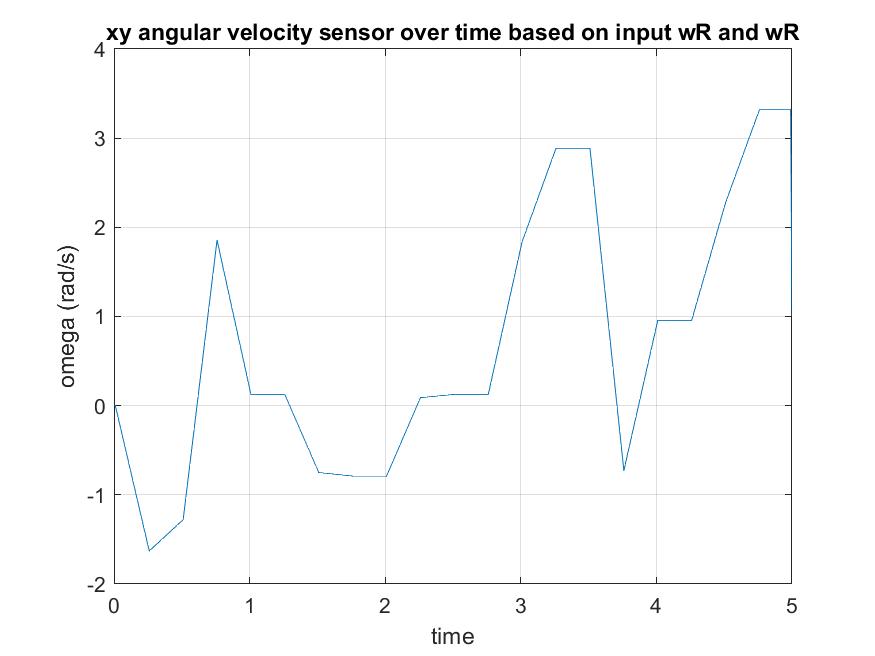 xy angular velocity sensor over time based on input wR and wR
4
3
2
1
0
-1
-2
omega (rad/s)
0 1 2 3 4 5
time